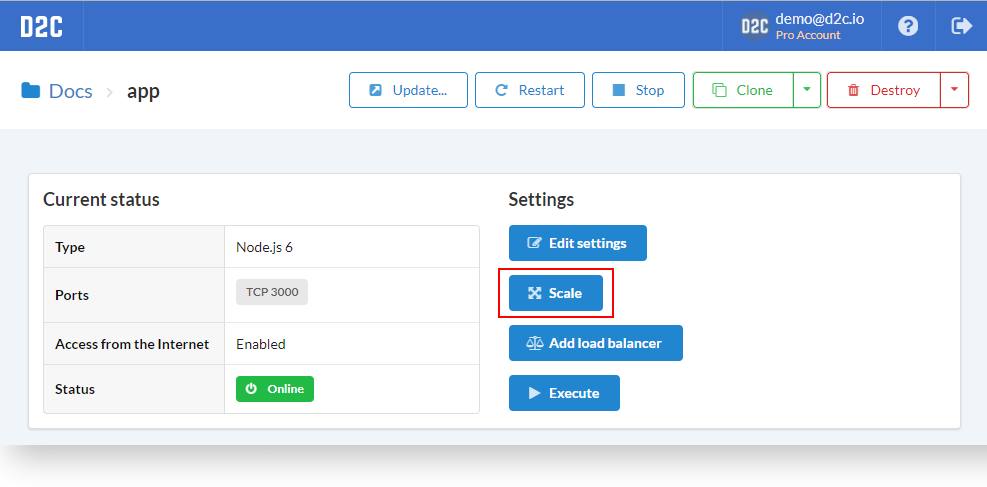 D2C
D2C demo@d2c.io
Pro Account
Docs > app
Update... Restart Stop Clone Destroy
Current status
Type Node.js 6
Ports TCP 3000
Access from the Internet Enabled
Status Online
Settings
Edit settings
Scale
Add load balancer
Execute